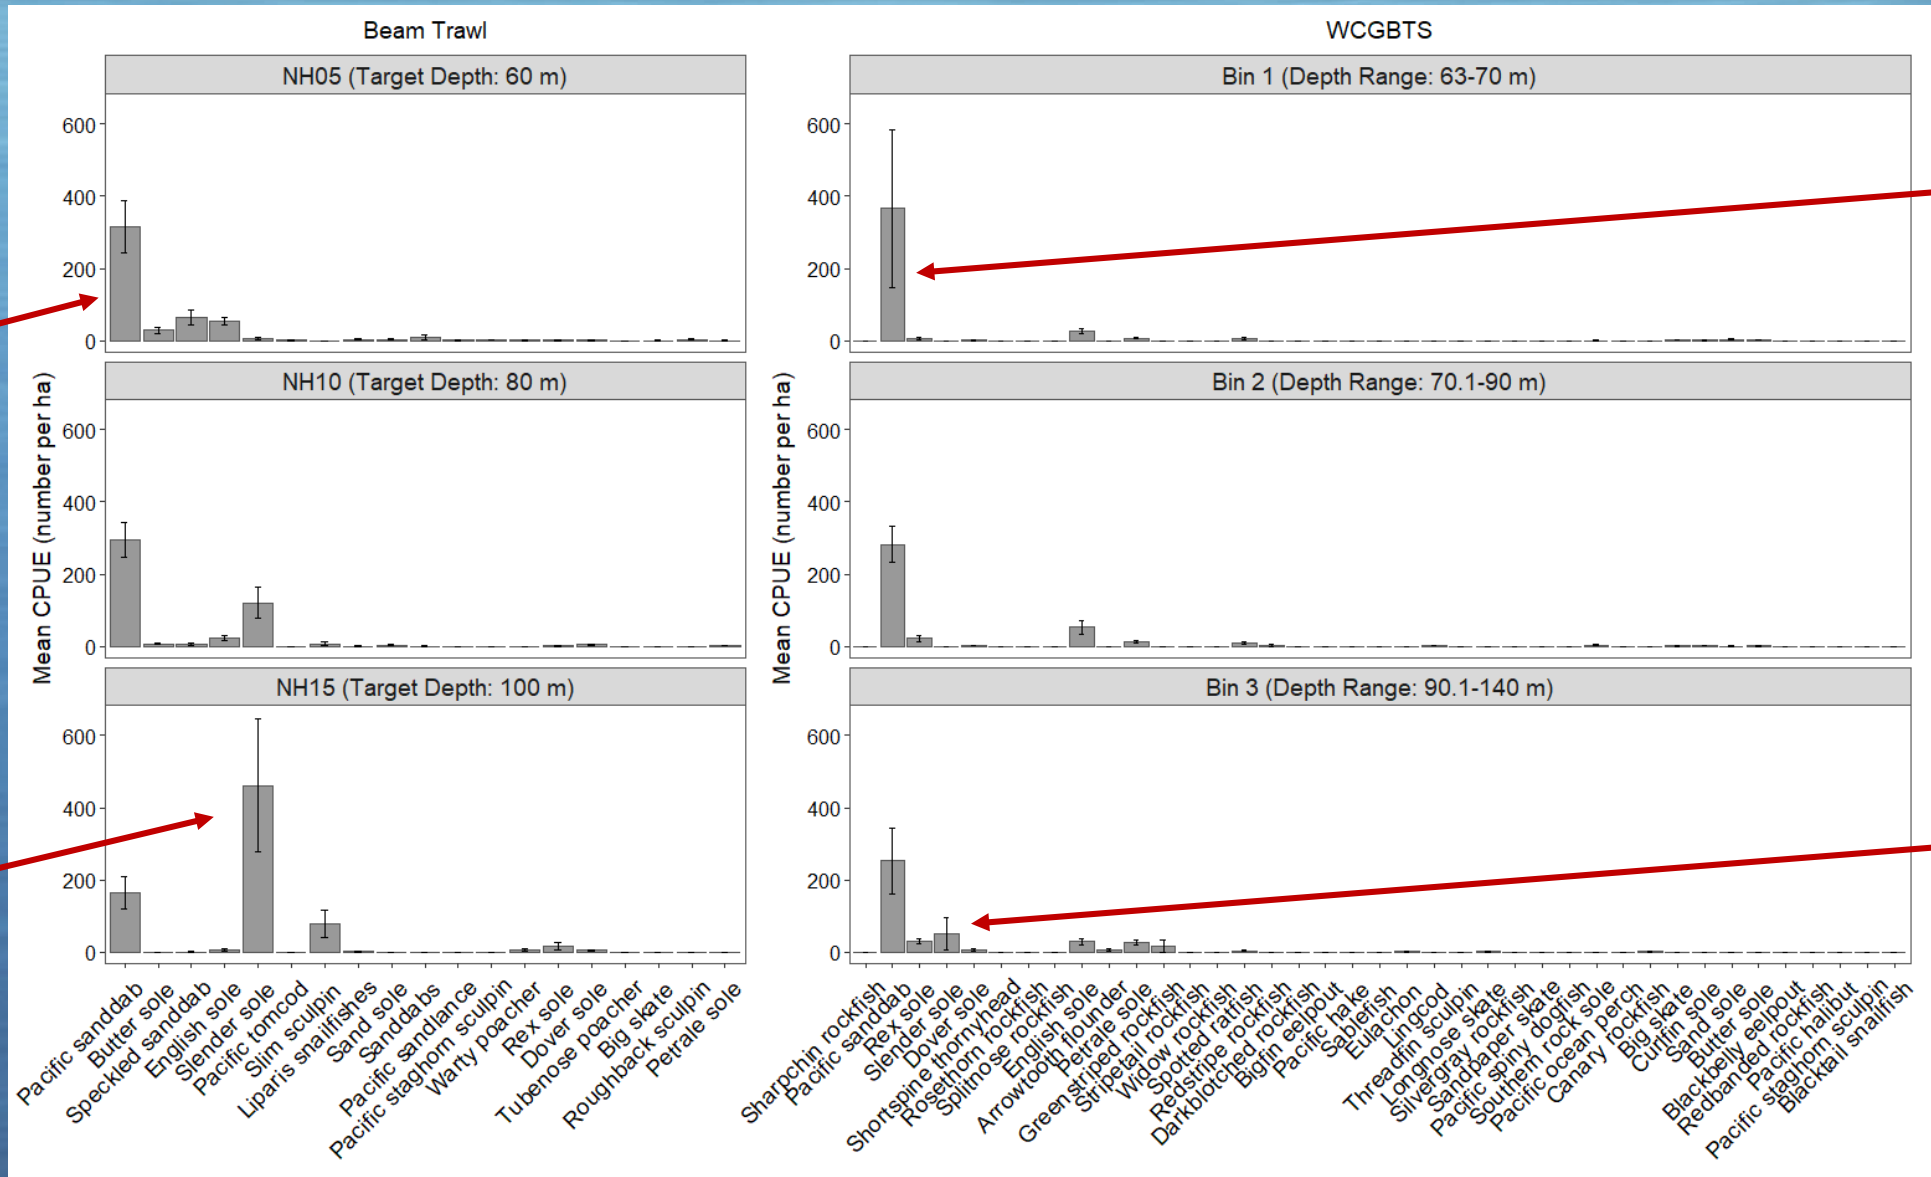 Beam Trawl
NH05 (Target Depth: 60 m)
600
400
200
0
NH10 (Target Depth: 80 m)
600
400
200
0
NH15 (Target Depth: 100 m)
600
400
200
0
Mean CPUE (number per ha)
Pacific sanddab
Butter sole
Speckled sanddab
English sole
Slender sole
Pacific tomcod
Slim sculpin
Liparis snailfishes
Sand sole
Sanddabs
Pacific sandlance
Pacific staghorn sculpin
Warty poacher
Rex sole
Dover sole
Tubenose poacher
Big skate
Roughback sculpin
Petrale sole
WCGBTS
Bin 1 (Depth Range: 63-70 m)
600
400
200
0
Bin 2 (Depth Range: 70.1-90 m)
600
400
200
0
Bin 3 (Depth Range: 90.1-140 m)
600
400
200
0
Mean CPUE (number per ha)
Sharpchin rockfish
Pacific sanddab
Rex sole
Slender sole
Dover sole
Shortspine thornyhead
Rosethorn rockfish
Splitnose rockfish
English sole
Arrowtooth flounder
Petrale sole
Greenstriped rockfish
Stripetail rockfish
Widow rockfish
Spotted ratfish
Redstripe rockfish
Darkblotched rockfish
Bigfin eelpout
Pacific hake
Sablefish
Eulachon
Lingcod
Threadfin sculpin
Longnose skate
Silvergray rockfish
Sandpaper skate
Pacific spiny dogfish
Southern rock sole
Pacific ocean perch
Canary rockfish
Big skate
Curlfin sole
Sand sole
Butter sole
Blackbelly eelpout
Redbanded rockfish
Pacific halibut
Pacific staghorn sculpin
Blacktail snailfish